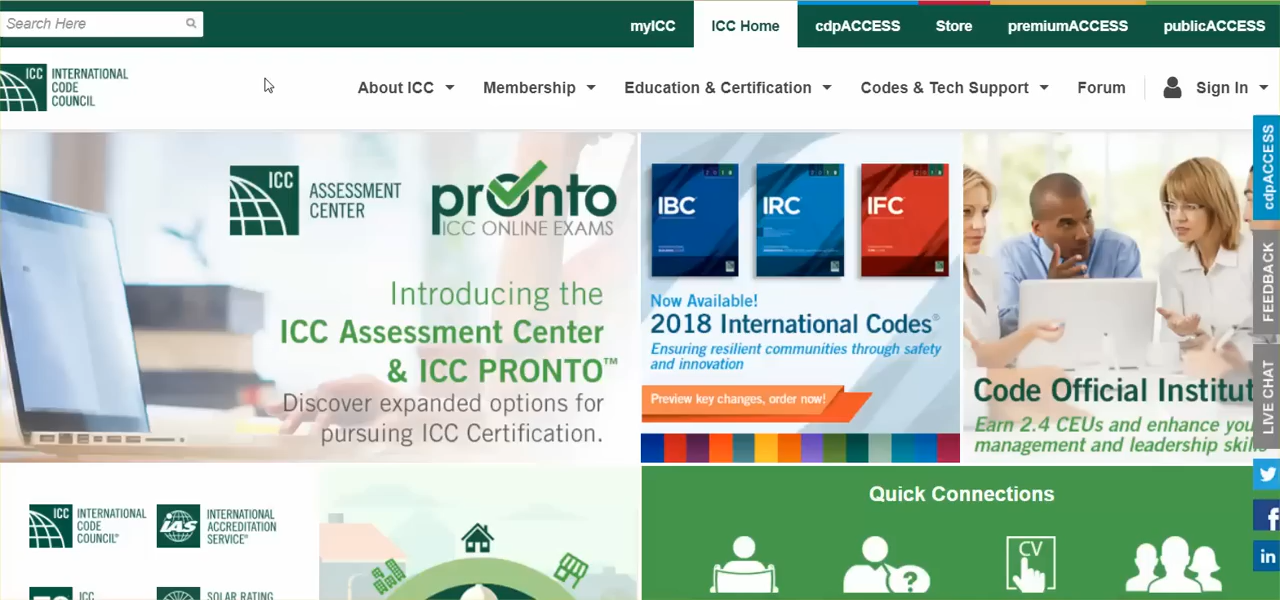 Search Here
myICC
ICC Home
cdpACCESS
Store
premiumACCESS
publicACCESS
ICC INTERNATIONAL
CODE
COUNCIL
About ICC
Membership
Education & Certification
Codes & Tech Support
Forum
Sign In
ICC
ASSESSMENT
CENTER
pronto
ICC ONLINE EXAMS
Introducing the
ICC Assessment Center
& ICC PRONTO™
Discover expanded options for
pursuing ICC Certification.
2018
IBC
2018
IRC
2018
IFC
Now Available!
2018 International Codes®
Ensuring resilient communities through safety
and innovation
Preview key changes, order now!
Code Official Institut
Earn 2.4 CEUs and enhance you
management and leadership skills
cdpACCESS
FEEDBACK
LIVE CHAT
ICC INTERNATIONAL
CODE
COUNCIL®
IAS INTERNATIONAL
ACCREDITATION
SERVICE®
ICC
SOLAR RATING
Quick Connections
CV
f
in